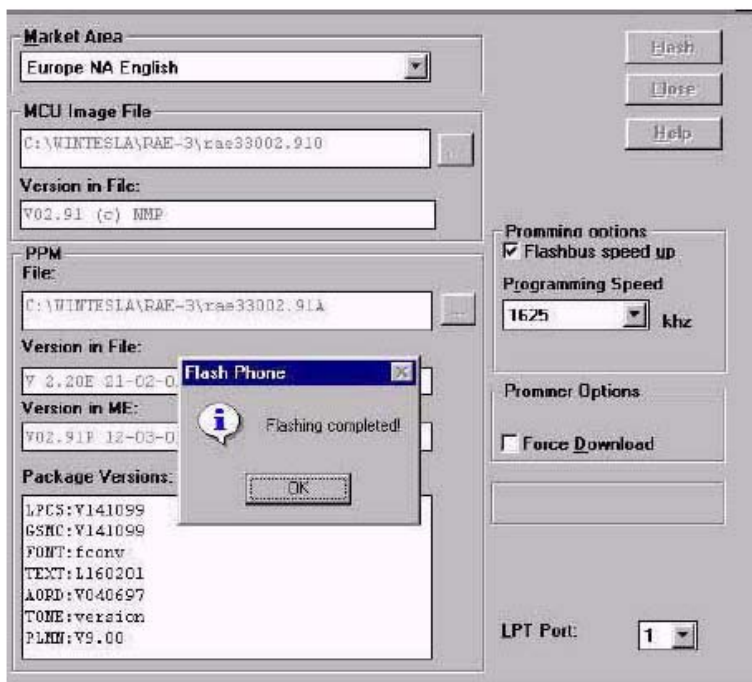 Market Area
Europe NA English
MCU Image File
C:\WINTESLA\RAE-3\rae33002.910
...
Version in File:
V02.91 (c) NMP
PPM
File:
C:\WINTESLA\RAE-3\rae33002.91A
...
Version in File:
V 2.20E 21-02-0
Version in ME:
V02.91P 12-03-0
Package Versions:
LPCS:V141099
GSMC:V141099
FONT:fconv
TEXT:L160201
AORD:V040697
TONE:version
PLMN:V9.00
Flash Phone
Flashing completed!
OK
Flash
Close
Help
Promming options
Flashbus speed up
Programming Speed
1625
khz
Prommer Options
Force Download
LPT Port:
1